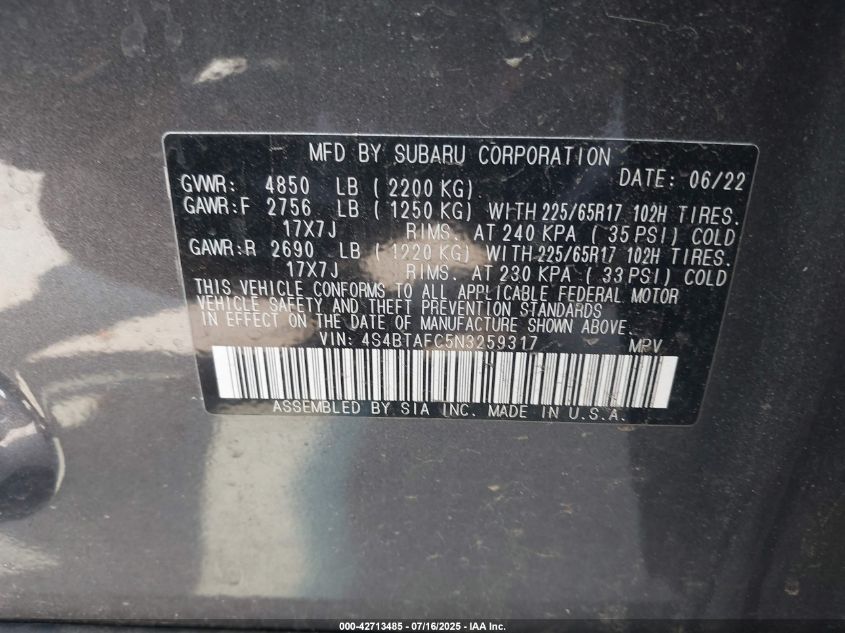 MFD BY SUBARU CORPORATION DATE: 06/22
GVWR: 4850 LB ( 2200 KG)
GAWR:F 2756 LB ( 1250 KG) WITH 225/65R17 102H TIRES.
17X7J RIMS. AT 240 KPA ( 35 PSI) COLD
GAWR:R 2690 LB ( 1220 KG) WITH 225/65R17 102H TIRES.
17X7J RIMS. AT 230 KPA ( 33 PSI) COLD
THIS VEHICLE CONFORMS TO ALL APPLICABLE FEDERAL MOTOR
VEHICLE SAFETY AND THEFT PREVENTION STANDARDS
IN EFFECT ON THE DATE OF MANUFACTURE SHOWN ABOVE.
VIN: 4S4BTAFC5N3259317 MPV
ASSEMBLED BY SIA INC. MADE IN U.S.A.
000-42713485 - 07/16/2025 - IAA Inc.